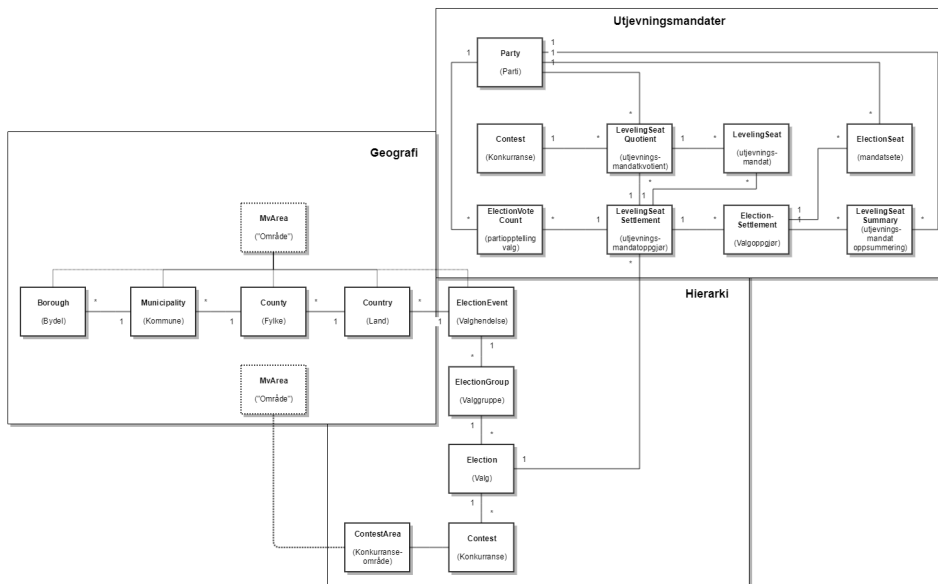 Utjevningsmandater
1
Party
1
1
1
(Parti)
*
*
*
Contest
(Konkurranse)
1
*
LevelingSeat
Quotient
(utjevnings-
mandatkvotient)
1
*
LevelingSeat
(utjevnings-
mandat)
ElectionSeat
(mandatsete)
*
*
*
1
1
*
*
ElectionVote
Count
(partiopptelling
valg)
*
1
LevelingSeat
Settlement
(utjevnings-
mandatoppgjør)
1
*
Election-
Settlement
(Valgoppgjør)
1
1
*
LevelingSeat
Summary
(utjevnings-
mandat
oppsummering)
*
Geografi
MvArea
("Område")
Hierarki
Borough
(Bydel)
*
1
Municipality
(Kommune)
*
1
County
(Fylke)
*
1
Country
(Land)
*
1
ElectionEvent
(Valghendelse)
1
*
MvArea
("Område")
ElectionGroup
(Valggruppe)
1
*
Election
(Valg)
1
1
*
ContestArea
(Konkurranse-
område)
Contest
(Konkurranse)